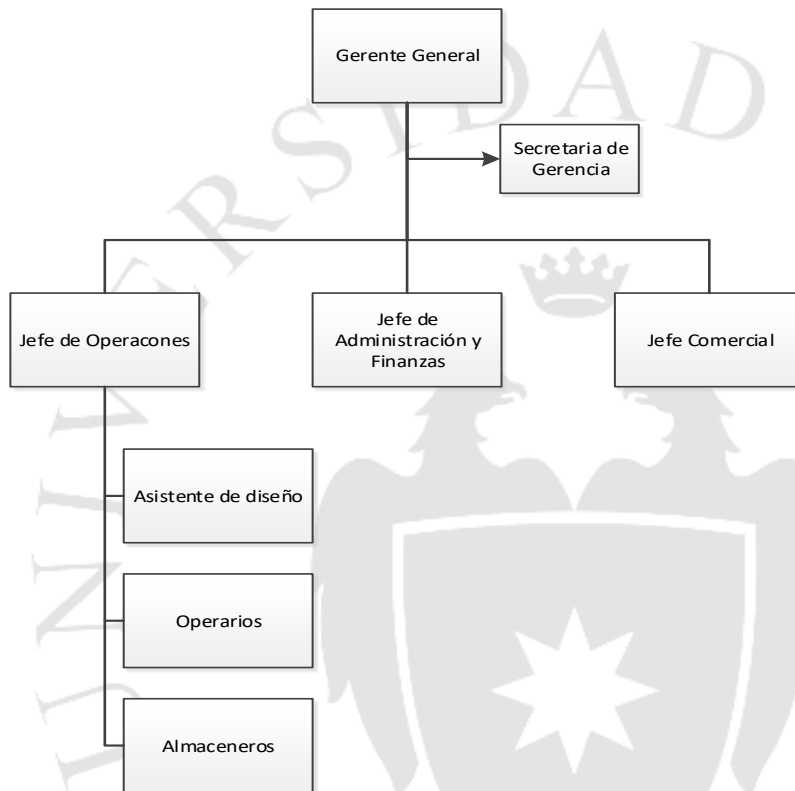 Gerente General
Secretaria de
Gerencia
Jefe de Operacones
Jefe de
Administración y
Finanzas
Jefe Comercial
Asistente de diseño
Operarios
Almaceneros
UNIVERSIDAD